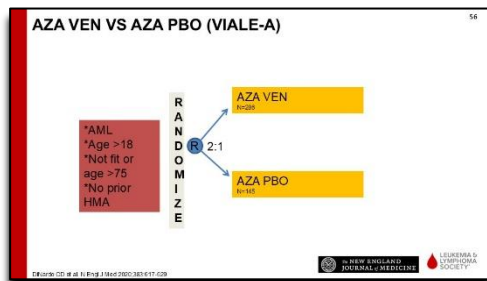 AZA VEN VS AZA PBO (VIALE-A)
56
*AML
*Age >18
*Not fit or
age >75
*No prior
HMA
RANDOMIZE
R
2:1
AZA VEN
N=286
AZA PBO
N=145
DiNardo CD et al. N Engl J Med 2020;383:617-629
The NEW ENGLAND
JOURNAL of MEDICINE
LEUKEMIA &
LYMPHOMA
SOCIETY